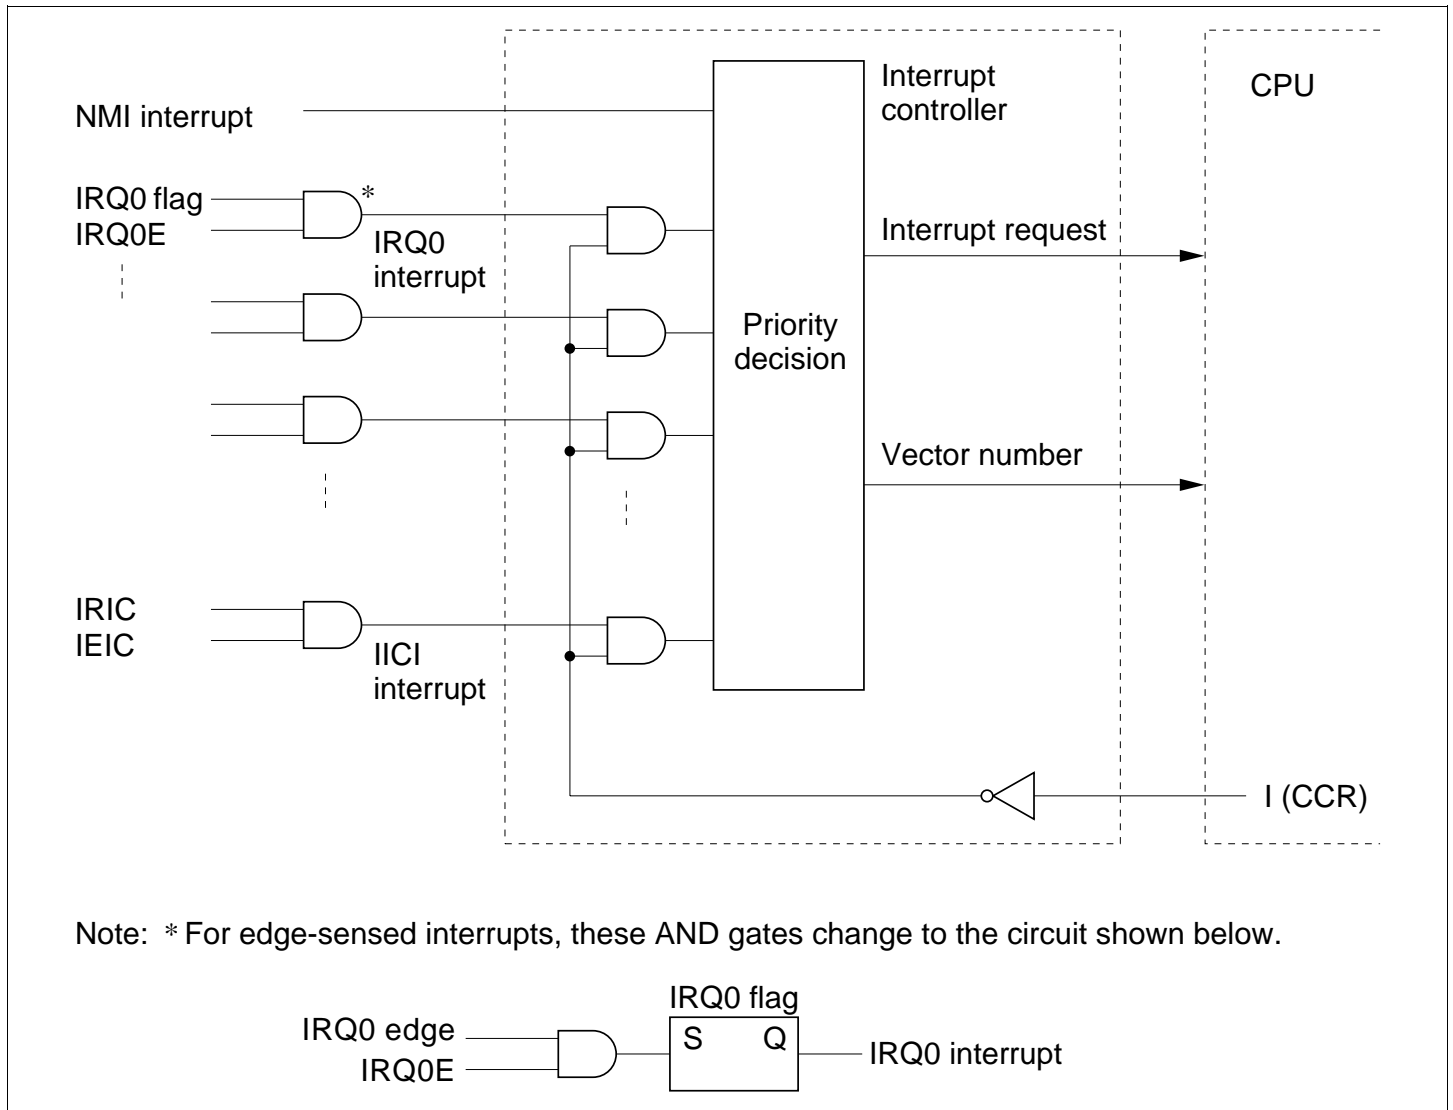 NMI interrupt
Interrupt
controller
CPU
IRQ0 flag
IRQ0E
*
IRQ0
interrupt
Interrupt request
Priority
decision
Vector number
IRIC
IEIC
IICI
interrupt
I (CCR)
Note: * For edge-sensed interrupts, these AND gates change to the circuit shown below.
IRQ0 flag
IRQ0 edge
IRQ0E
S Q
IRQ0 interrupt